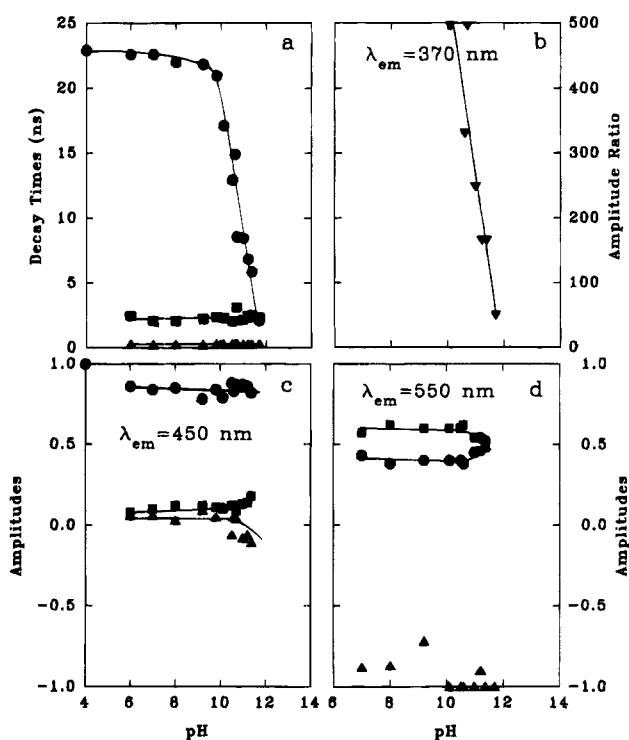 a
b
λem=370 nm
25
20
15
10
5
0
Decay Times (ns)
500
400
300
200
100
0
Amplitude Ratio
c
d
λem=450 nm
λem=550 nm
1.0
0.5
0.0
-0.5
-1.0
Amplitudes
1.0
0.5
0.0
-0.5
-1.0
Amplitudes
4 6 8 10 12 14
6 8 10 12 14
pH
pH